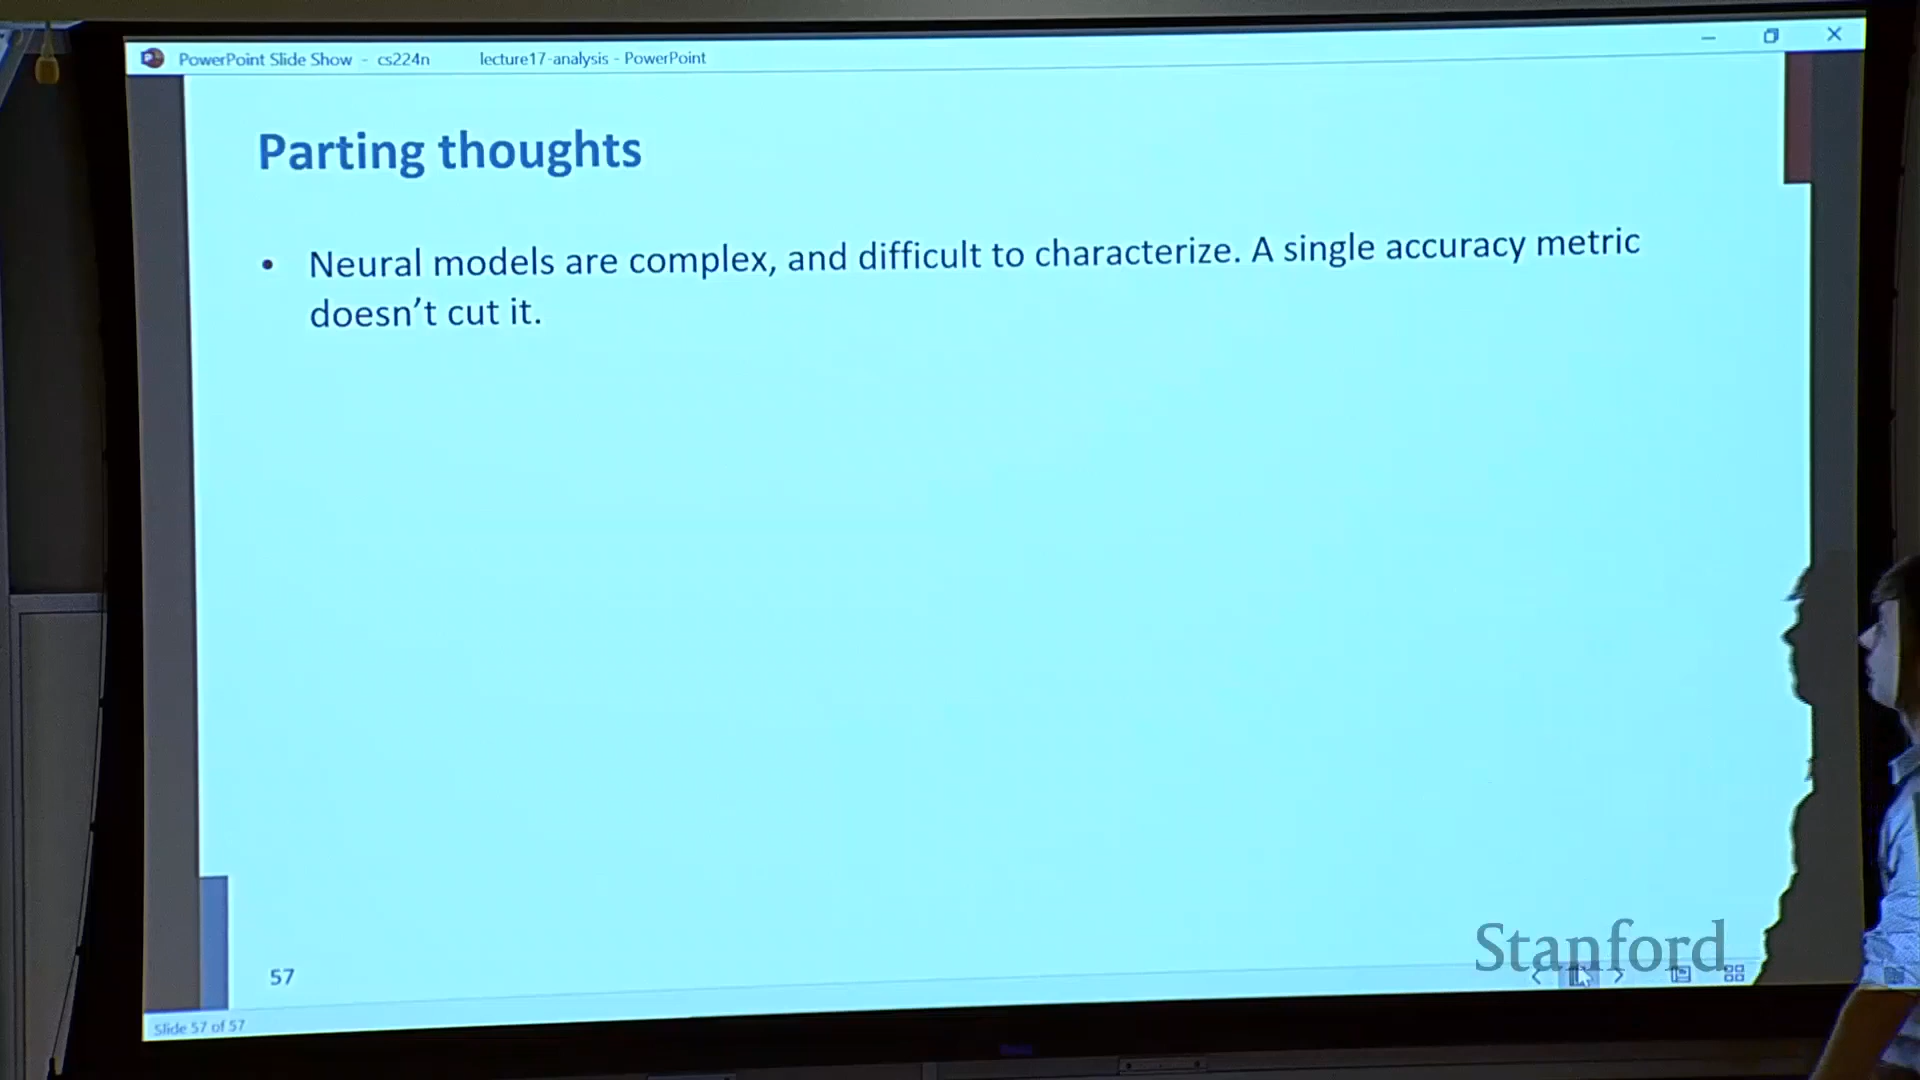 PowerPoint Slide Show - cs224n lecture17-analysis - PowerPoint
Parting thoughts
• Neural models are complex, and difficult to characterize. A single accuracy metric
doesn't cut it.
Stanford
57
Slide 57 of 57